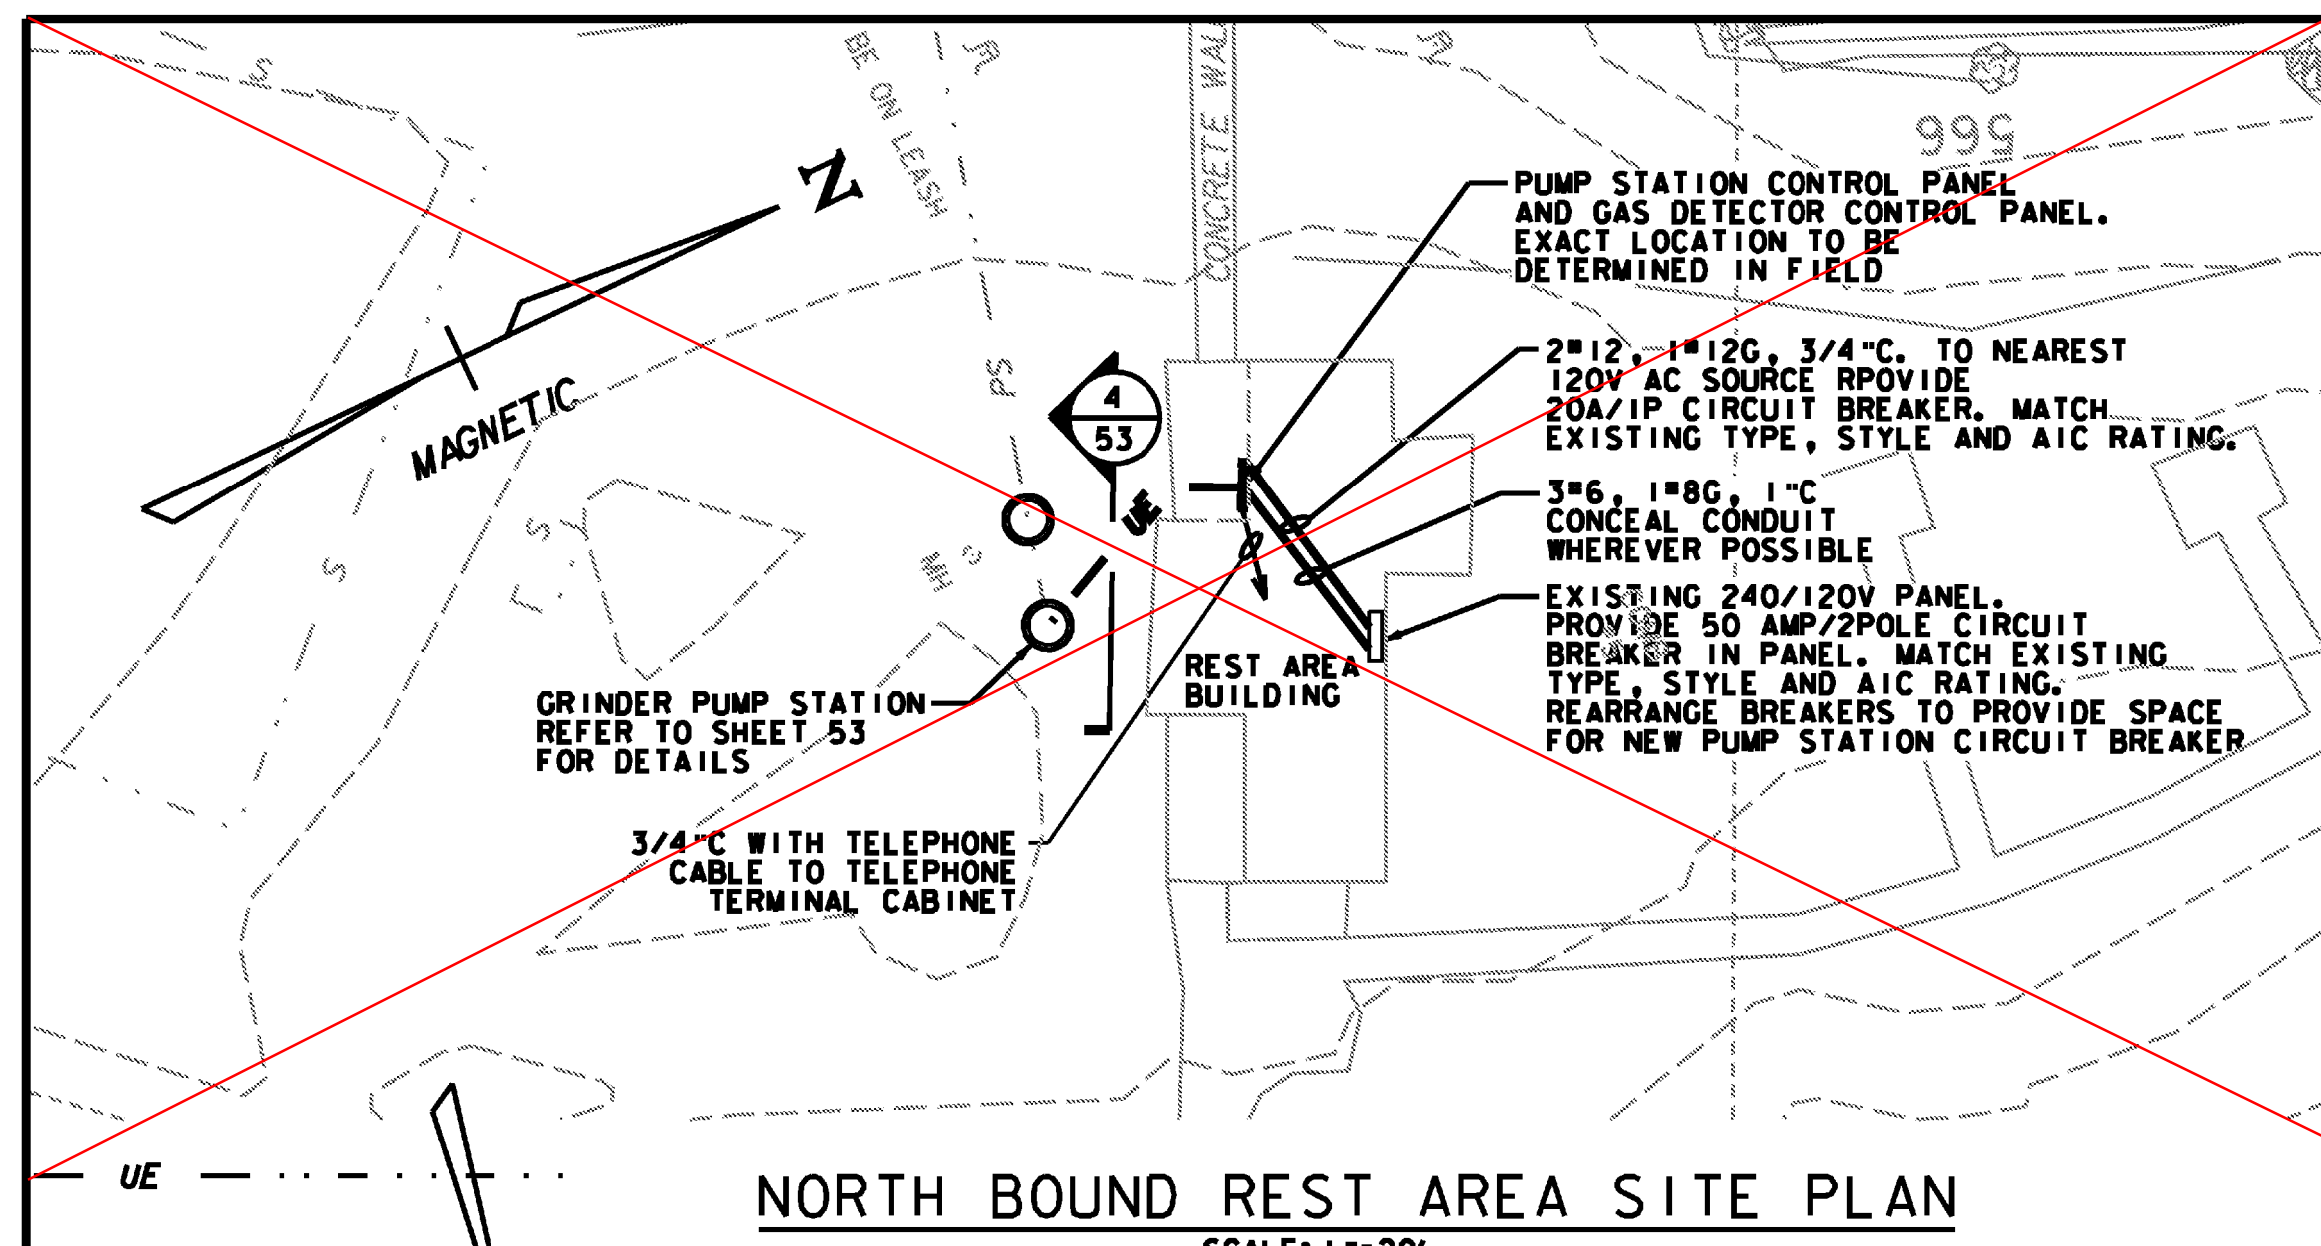 S
BE ON LEASH
CONCRETE WAL
566
N
MAGNETIC
PUMP STATION CONTROL PANEL
AND GAS DETECTOR CONTROL PANEL.
EXACT LOCATION TO BE
DETERMINED IN FIELD
2#12, 1#12G, 3/4"C. TO NEAREST
120V AC SOURCE RPOVIDE
20A/1P CIRCUIT BREAKER. MATCH
EXISTING TYPE, STYLE AND AIC RATING.
PS
4
53
UE
3#6, 1#8G, 1"C
CONCEAL CONDUIT
WHEREVER POSSIBLE
S
S
MH
EXISTING 240/120V PANEL.
PROVIDE 50 AMP/2POLE CIRCUIT
BREAKER IN PANEL. MATCH EXISTING
TYPE, STYLE AND AIC RATING.
REARRANGE BREAKERS TO PROVIDE SPACE
FOR NEW PUMP STATION CIRCUIT BREAKER
REST AREA
BUILDING
GRINDER PUMP STATION
REFER TO SHEET 53
FOR DETAILS
3/4"C WITH TELEPHONE
CABLE TO TELEPHONE
TERMINAL CABINET
UE
NORTH BOUND REST AREA SITE PLAN